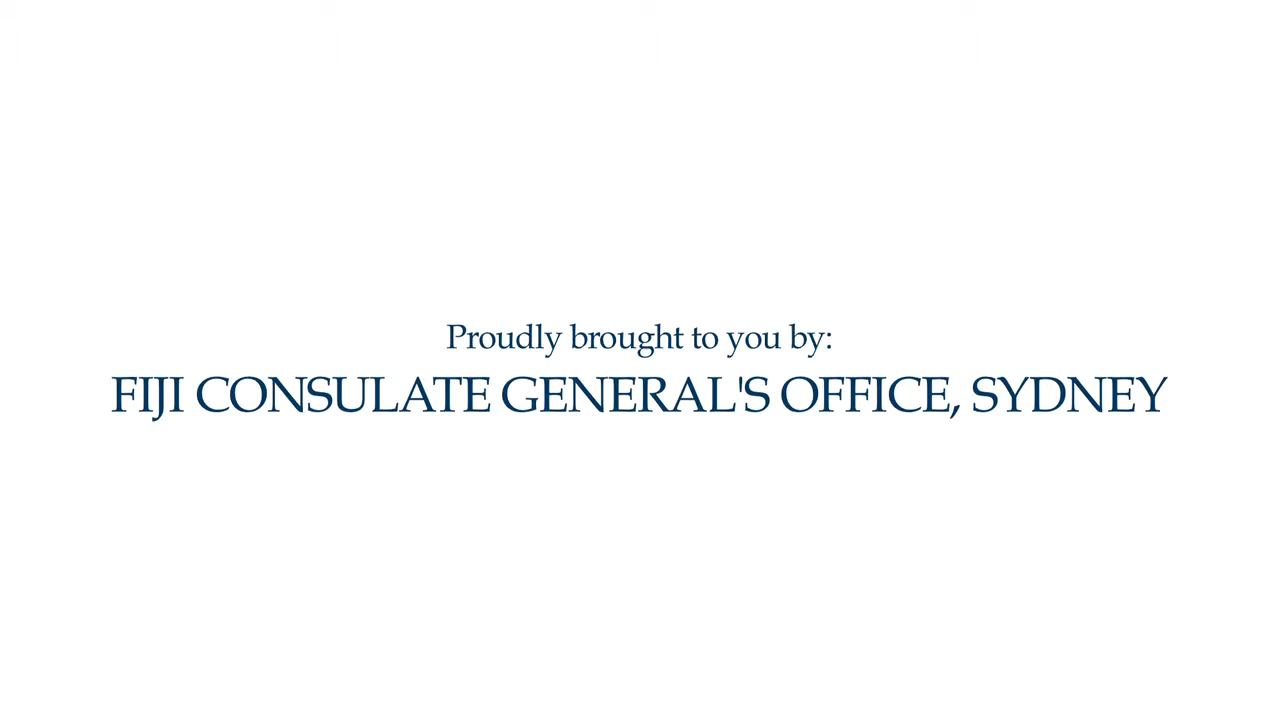 Proudly brought to you by:
FIJI CONSULATE GENERAL'S OFFICE, SYDNEY